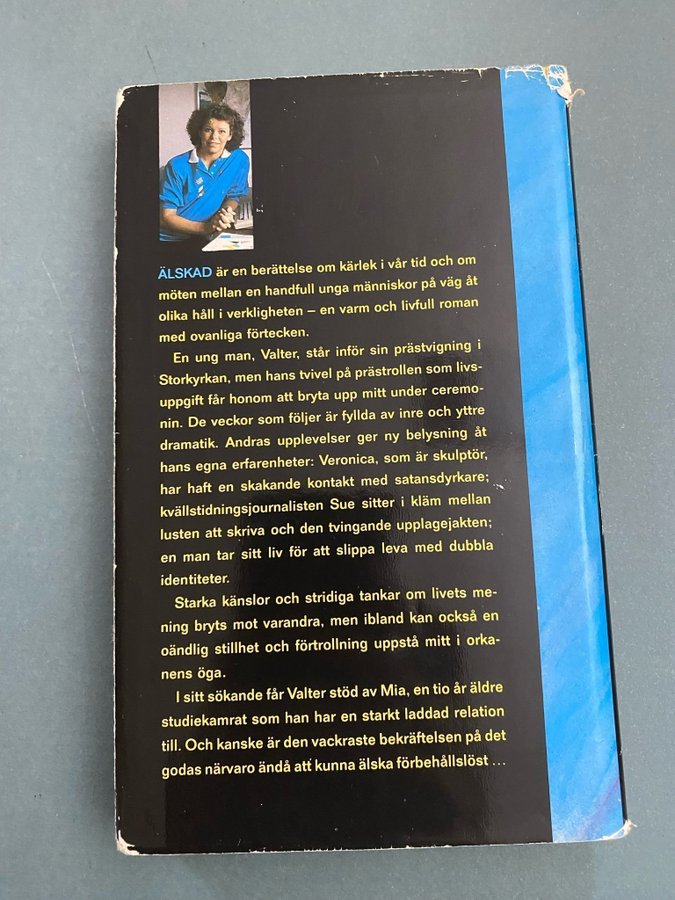 ÄLSKAD är en berättelse om kärlek i vår tid och om
möten mellan en handfull unga människor på väg åt
olika håll i verkligheten – en varm och livfull roman
med ovanliga förtecken.
En ung man, Valter, står inför sin prästvigning i
Storkyrkan, men hans tvivel på prästrollen som livs-
uppgift får honom att bryta upp mitt under ceremo-
nin. De veckor som följer är fyllda av inre och yttre
dramatik. Andras upplevelser ger ny belysning åt
hans egna erfarenheter: Veronica, som är skulptör,
har haft en skakande kontakt med satansdyrkare;
kvällstidningsjournalisten Sue sitter i kläm mellan
lusten att skriva och den tvingande upplagejakten;
en man tar sitt liv för att slippa leva med dubbla
identiteter.
Starka känslor och stridiga tankar om livets me-
ning bryts mot varandra, men ibland kan också en
oändlig stillhet och förtrollning uppstå mitt i orka-
nens öga.
I sitt sökande får Valter stöd av Mia, en tio år äldre
studiekamrat som han har en starkt laddad relation
till. Och kanske är den vackraste bekräftelsen på det
godas närvaro ändå att kunna älska förbehållslöst ...